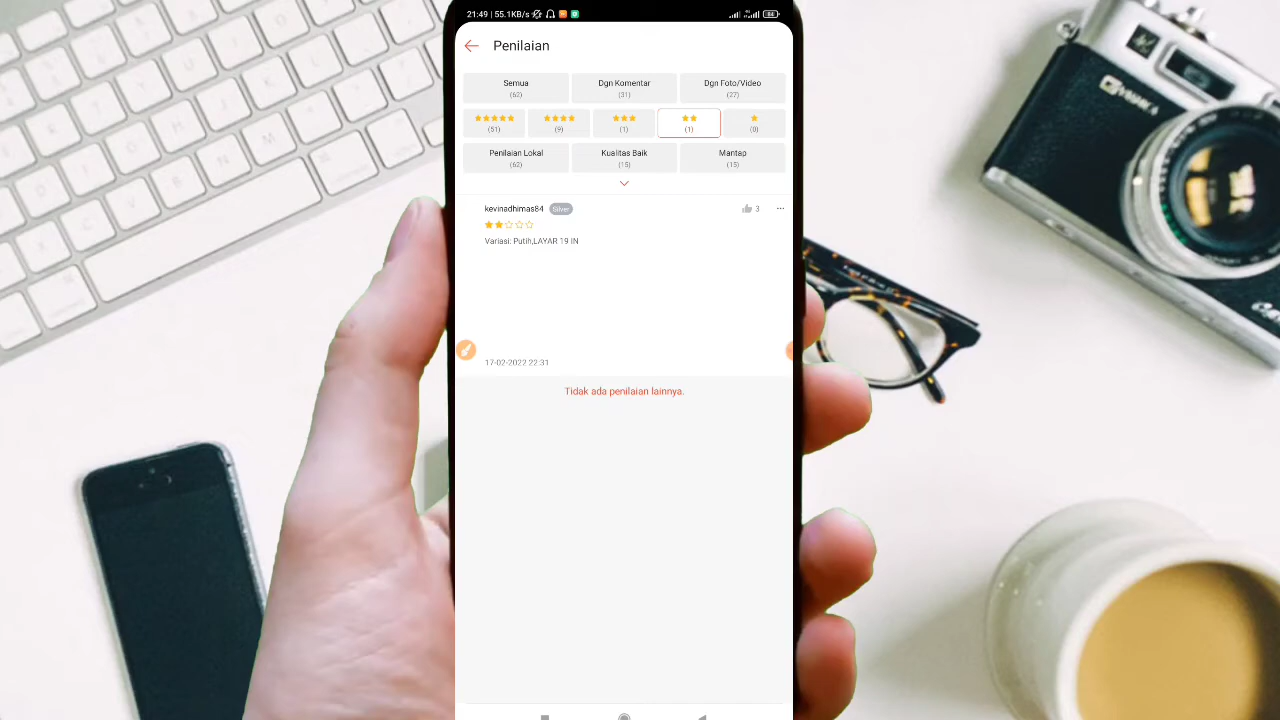 21:49 | 55.1KB/s
84
Penilaian
Semua
(62)
Dgn Komentar
(31)
Dgn Foto/Video
(27)
(51)
(9)
(1)
(1)
(0)
Penilaian Lokal
(62)
Kualitas Baik
(15)
Mantap
(15)
kevinadhimas84 Silver
3
Variasi: Putih,LAYAR 19 IN
17-02-2022 22:31
Tidak ada penilaian lainnya.